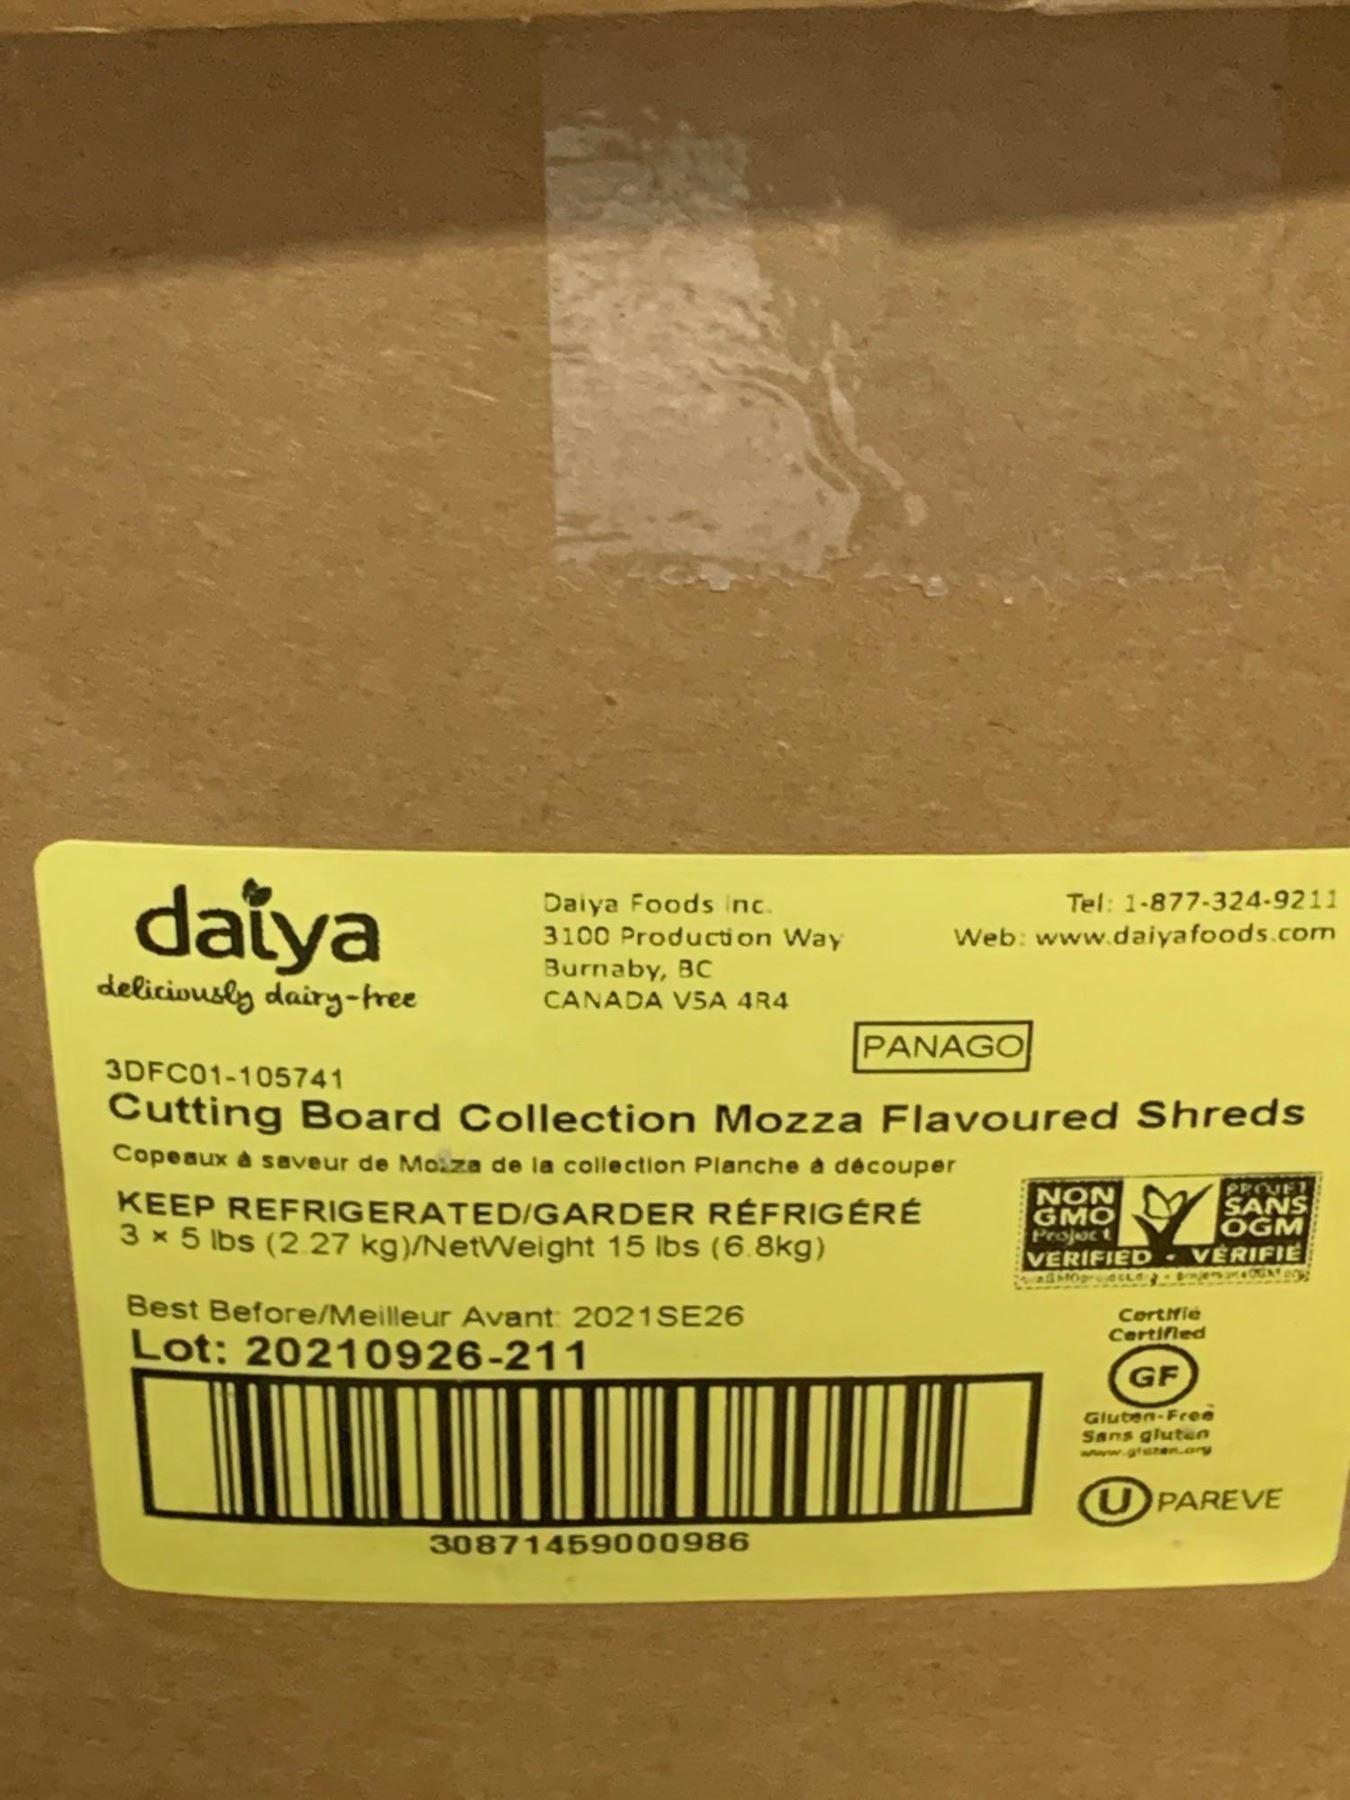 daiya
deliciously dairy-free
Daiya Foods Inc.
3100 Production Way
Burnaby, BC
CANADA V5A 4R4
Tel: 1-877-324-9211
Web: www.daiyafoods.com
PANAGO
3DFC01-105741
Cutting Board Collection Mozza Flavoured Shreds
Copeaux à saveur de Mozza de la collection Planche à découper
KEEP REFRIGERATED/GARDER RÉFRIGÉRÉ
3 × 5 lbs (2.27 kg)/NetWeight 15 lbs (6.8kg)
NON GMO Project
PROJET SANS OGM
VERIFIED • VÉRIFIÉ
Best Before/Meilleur Avant: 2021SE26
Lot: 20210926-211
30871459000986
Certifié
Certified
GF
Gluten-Free
Sans gluten
U PAREVE